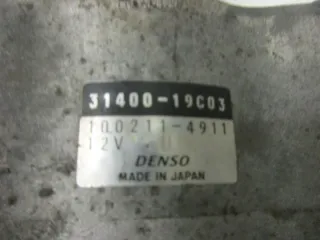 31400-19C03
100211-4911
12V
DENSO
MADE IN JAPAN